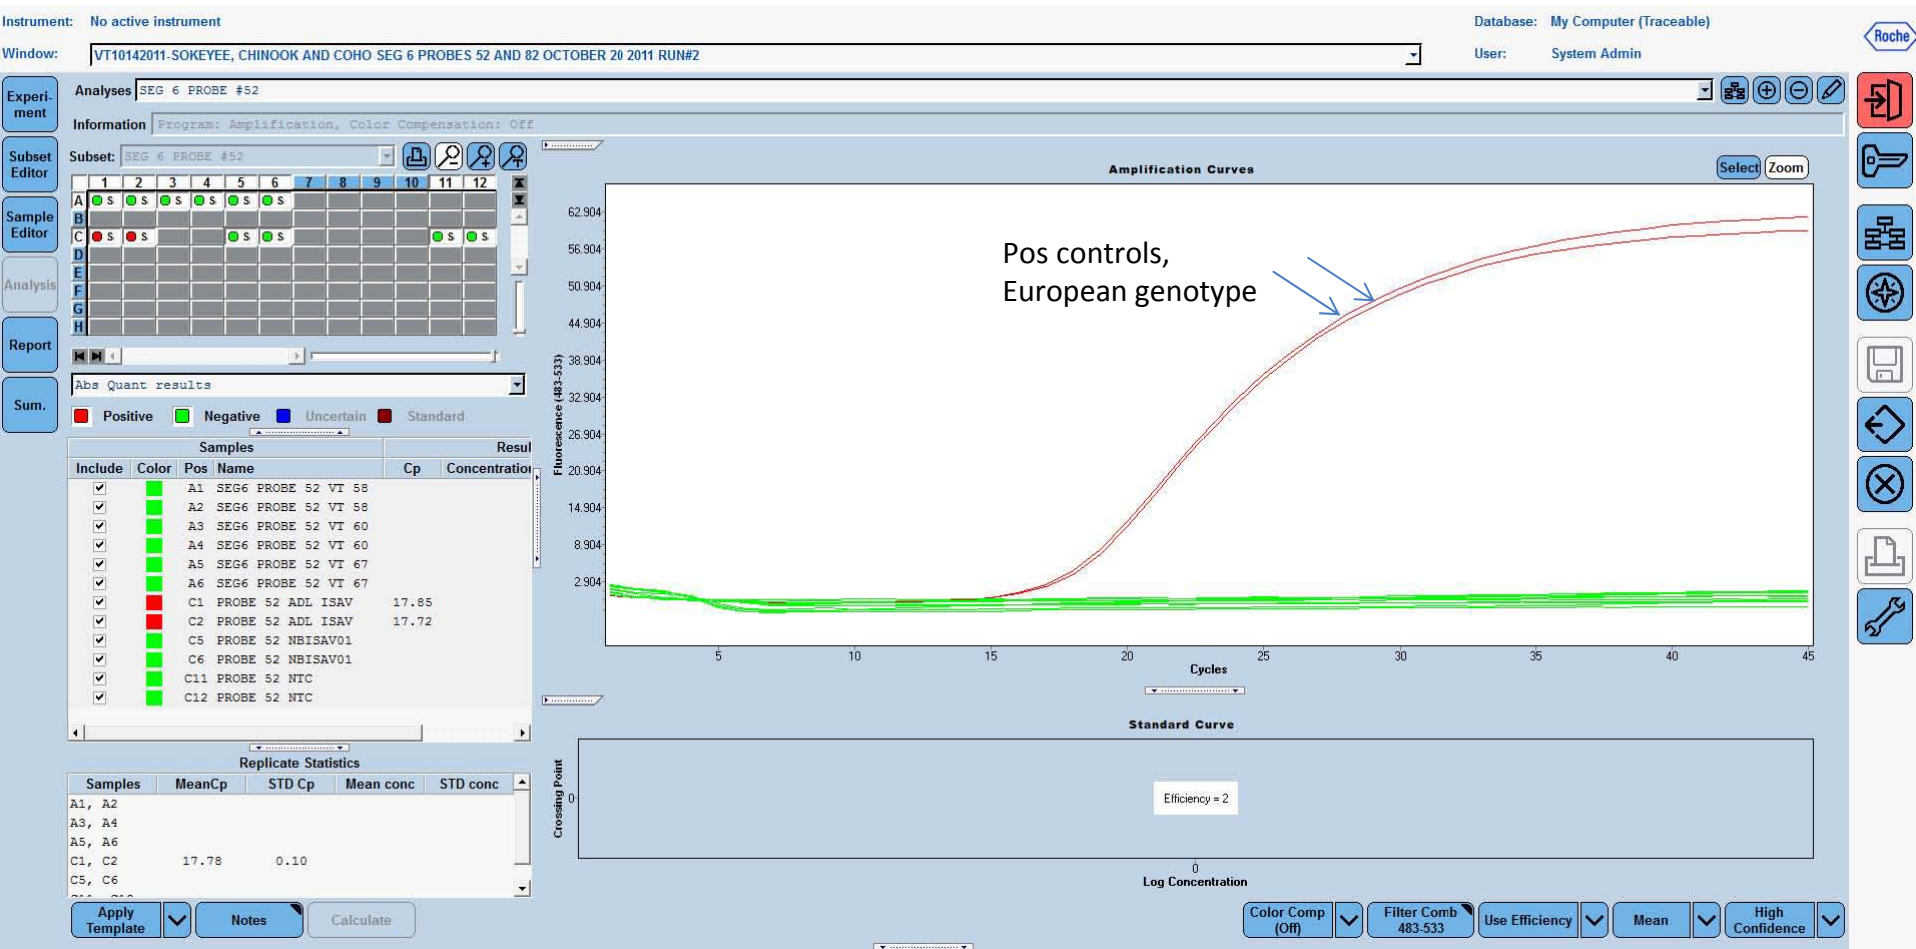 Instrument: No active instrument
Database: My Computer (Traceable)
Window: VT10142011-SOKEYEE, CHINOOK AND COHO SEG 6 PROBES 52 AND 82 OCTOBER 20 2011 RUN#2
User: System Admin
Roche
Experi-
ment
Subset
Editor
Sample
Editor
Analysis
Report
Sum.
Analyses SEG 6 PROBE #52
Information Program: Amplification, Color Compensation: Off
Subset: SEG 6 PROBE #52
1 2 3 4 5 6 7 8 9 10 11 12
A S S S S S S
B
C S S S S S S
D
E
F
G
H
Abs Quant results
Positive Negative Uncertain Standard
Samples Resul
Include Color Pos Name Cp Concentration
A1 SEG6 PROBE 52 VT 58
A2 SEG6 PROBE 52 VT 58
A3 SEG6 PROBE 52 VT 60
A4 SEG6 PROBE 52 VT 60
A5 SEG6 PROBE 52 VT 67
A6 SEG6 PROBE 52 VT 67
C1 PROBE 52 ADL ISAV 17.85
C2 PROBE 52 ADL ISAV 17.72
C5 PROBE 52 NBISAV01
C6 PROBE 52 NBISAV01
C11 PROBE 52 NTC
C12 PROBE 52 NTC
Replicate Statistics
Samples MeanCp STD Cp Mean conc STD conc
A1, A2
A3, A4
A5, A6
C1, C2 17.78 0.10
C5, C6
Apply
Template
Notes
Calculate
Amplification Curves
Select Zoom
Pos controls,
European genotype
Fluorescence (483-533)
62.904
56.904
50.904
44.904
38.904
32.904
26.904
20.904
14.904
8.904
2.904
5 10 15 20 25 30 35 40 45
Cycles
Standard Curve
Crossing Point
0
Efficiency = 2
0
Log Concentration
Color Comp
(Off)
Filter Comb
483-533
Use Efficiency
Mean
High
Confidence